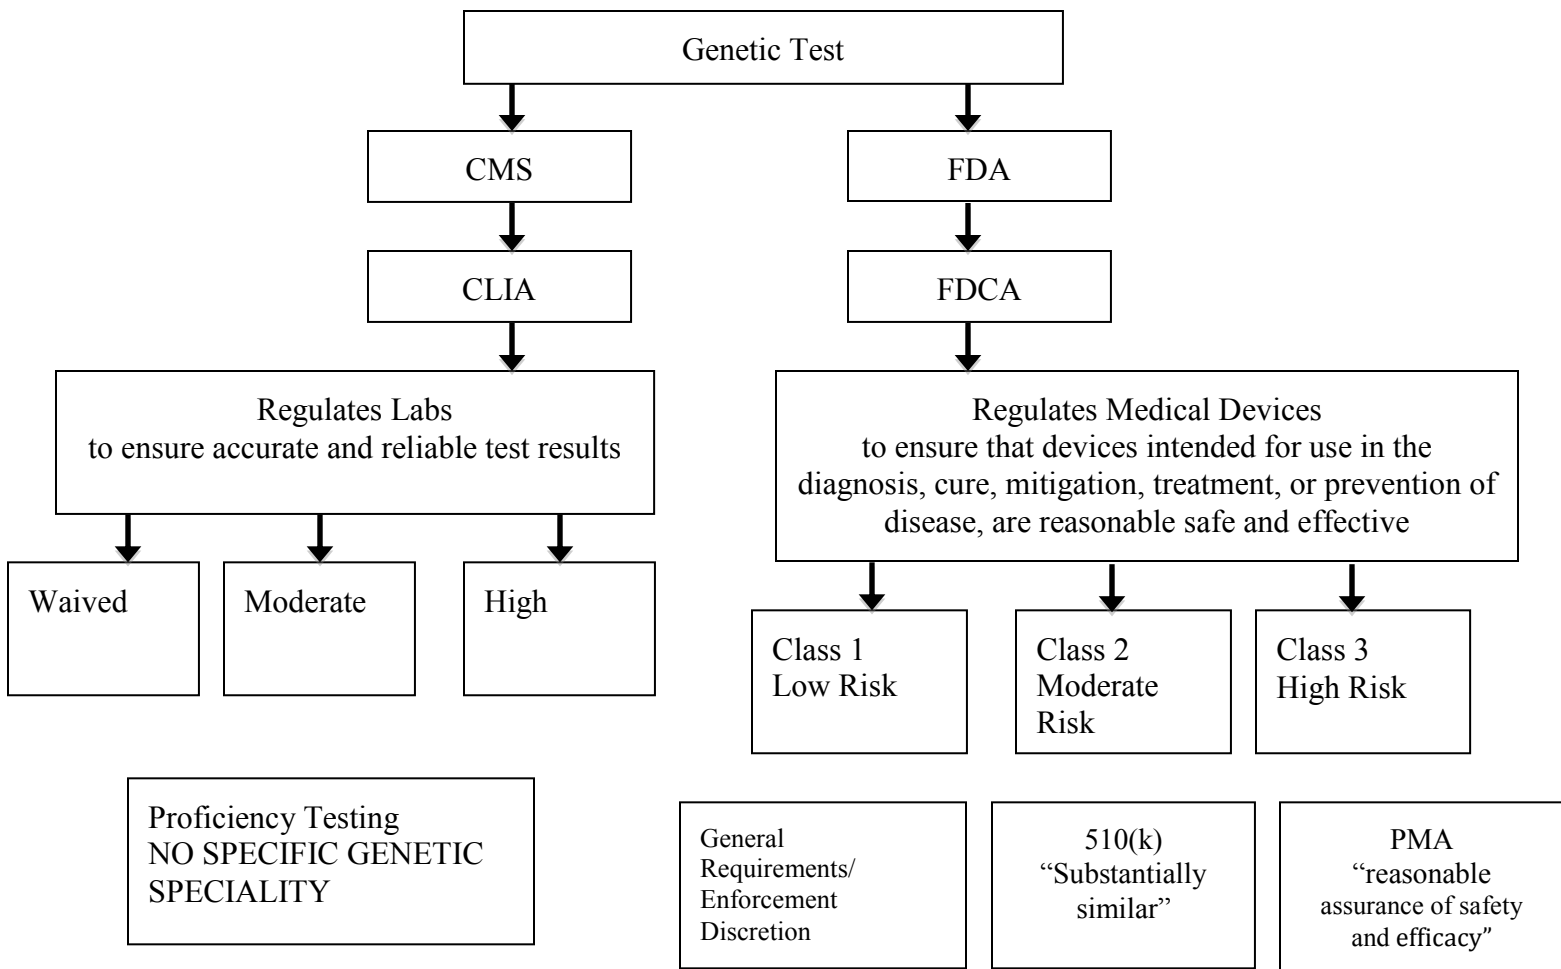 Genetic Test
CMS
FDA
CLIA
FDCA
Regulates Labs
to ensure accurate and reliable test results
Regulates Medical Devices
to ensure that devices intended for use in the
diagnosis, cure, mitigation, treatment, or prevention of
disease, are reasonable safe and effective
Waived
Moderate
High
Class 1
Low Risk
Class 2
Moderate
Risk
Class 3
High Risk
Proficiency Testing
NO SPECIFIC GENETIC
SPECIALITY
General
Requirements/
Enforcement
Discretion
510(k)
“Substantially
similar”
PMA
“reasonable
assurance of safety
and efficacy”